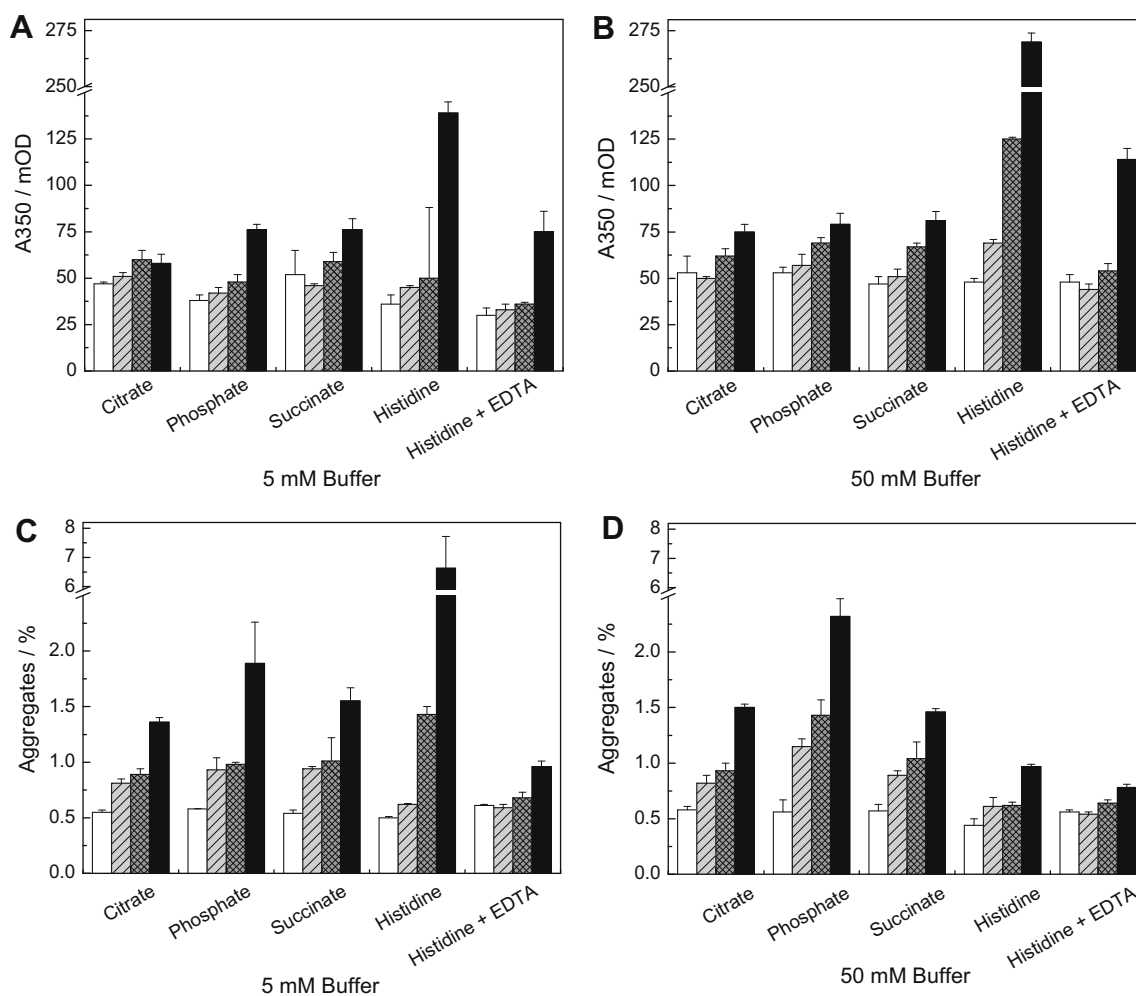 A
A350 / mOD
275
250
125
100
75
50
25
0
Citrate
Phosphate
Succinate
Histidine
Histidine + EDTA
5 mM Buffer
B
A350 / mOD
275
250
125
100
75
50
25
0
Citrate
Phosphate
Succinate
Histidine
Histidine + EDTA
50 mM Buffer
C
Aggregates / %
8
7
6
2.0
1.5
1.0
0.5
0.0
Citrate
Phosphate
Succinate
Histidine
Histidine + EDTA
5 mM Buffer
D
Aggregates / %
8
7
6
2.0
1.5
1.0
0.5
0.0
Citrate
Phosphate
Succinate
Histidine
Histidine + EDTA
50 mM Buffer